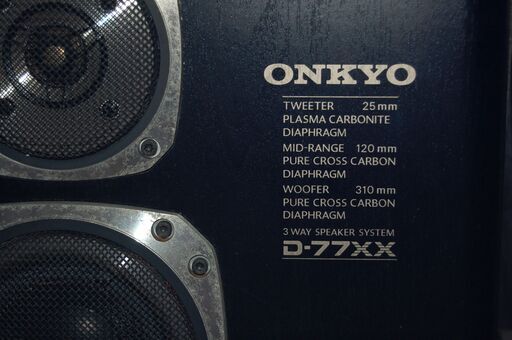 ONKYO
TWEETER 25mm
PLASMA CARBONITE
DIAPHRAGM
MID-RANGE 120mm
PURE CROSS CARBON
DIAPHRAGM
WOOFER 310mm
PURE CROSS CARBON
DIAPHRAGM
3 WAY SPEAKER SYSTEM
D-77XX